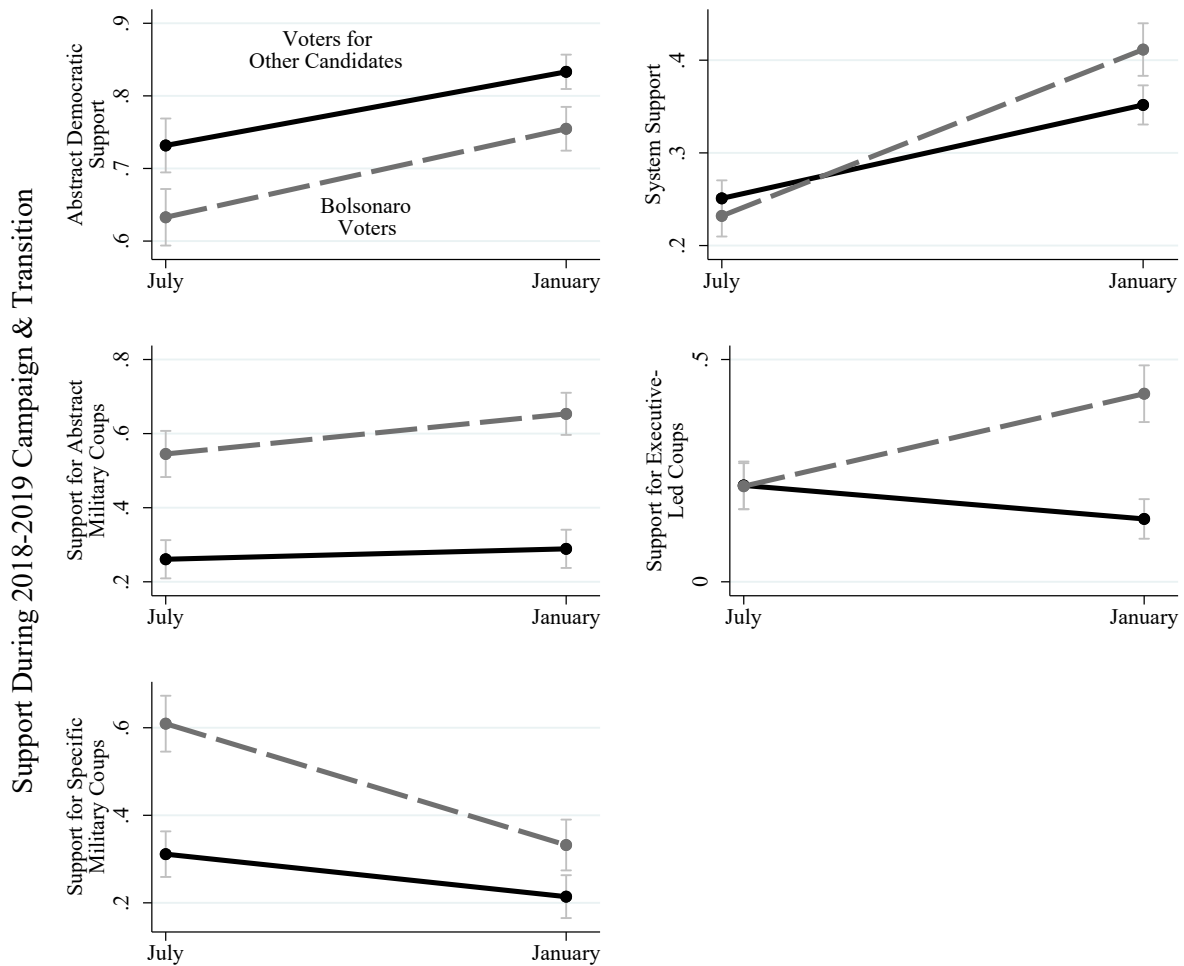 Support During 2018-2019 Campaign & Transition
Abstract Democratic
Support
.9
.8
.7
.6
Voters for
Other Candidates
Bolsonaro
Voters
July
January
System Support
.4
.3
.2
July
January
Support for Abstract
Military Coups
.8
.6
.4
.2
July
January
Support for Executive-
Led Coups
.5
0
July
January
Support for Specific
Military Coups
.6
.4
.2
July
January